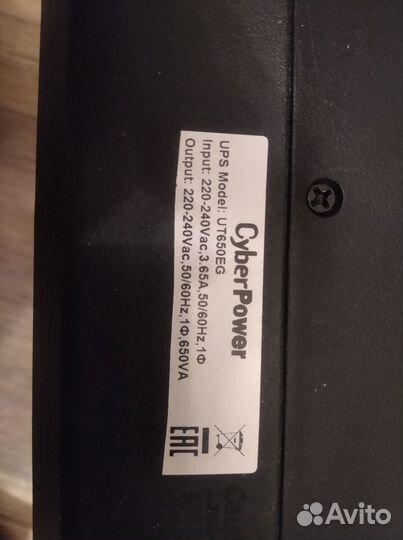 CyberPower
UPS Model: UT650EG
Input: 220-240Vac,3.65A,50/60Hz,1Φ
Output: 220-240Vac,50/60Hz,1Φ,650VA
EAC
Avito